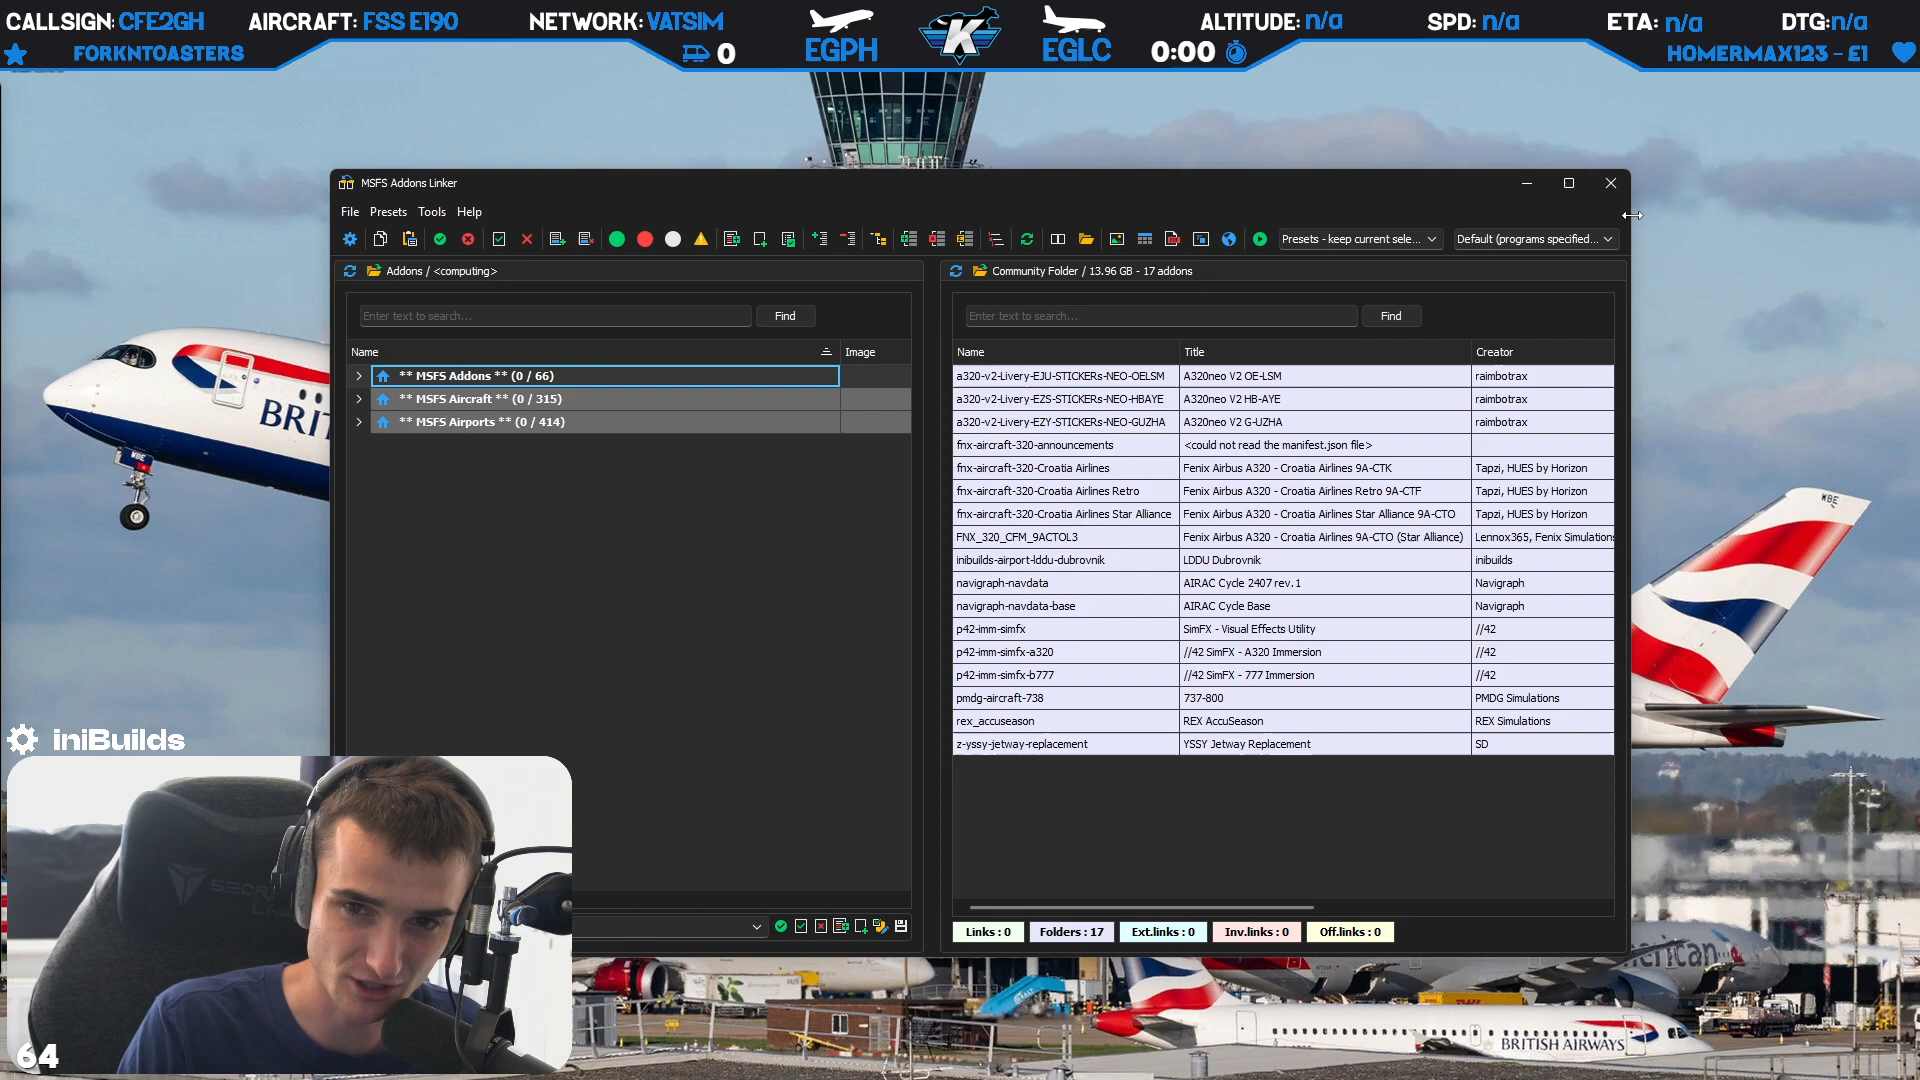 CALLSIGN: CFE2GH AIRCRAFT: FSS E190 NETWORK: VATSIM ALTITUDE: n/a SPD: n/a ETA: n/a DTG:n/a
FORKNTOASTERS 0 EGPH K EGLC 0:00 HOMERMAX123 - £1
MSFS Addons Linker
File Presets Tools Help
Presets - keep current sele... Default (programs specified...
Addons / <computing>
Enter text to search... Find
Name Image
** MSFS Addons ** (0 / 66)
** MSFS Aircraft ** (0 / 315)
** MSFS Airports ** (0 / 414)
Community Folder / 13.96 GB - 17 addons
Enter text to search... Find
Name Title Creator
a320-v2-Livery-EJU-STICKERs-NEO-OELSM A320neo V2 OE-LSM raimbotrax
a320-v2-Livery-EZS-STICKERs-NEO-HBAYE A320neo V2 HB-AYE raimbotrax
a320-v2-Livery-EZY-STICKERs-NEO-GUZHA A320neo V2 G-UZHA raimbotrax
fnx-aircraft-320-announcements <could not read the manifest.json file>
fnx-aircraft-320-Croatia Airlines Fenix Airbus A320 - Croatia Airlines 9A-CTK Tapzi, HUES by Horizon
fnx-aircraft-320-Croatia Airlines Retro Fenix Airbus A320 - Croatia Airlines Retro 9A-CTF Tapzi, HUES by Horizon
fnx-aircraft-320-Croatia Airlines Star Alliance Fenix Airbus A320 - Croatia Airlines Star Alliance 9A-CTO Tapzi, HUES by Horizon
FNX_320_CFM_9ACTOL3 Fenix Airbus A320 - Croatia Airlines 9A-CTO (Star Alliance) Lennox365, Fenix Simulations
inibuilds-airport-lddu-dubrovnik LDDU Dubrovnik inibuilds
navigraph-navdata AIRAC Cycle 2407 rev.1 Navigraph
navigraph-navdata-base AIRAC Cycle Base Navigraph
p42-imm-simfx SimFX - Visual Effects Utility //42
p42-imm-simfx-a320 //42 SimFX - A320 Immersion //42
p42-imm-simfx-b777 //42 SimFX - 777 Immersion //42
pmdg-aircraft-738 737-800 PMDG Simulations
rex_accuseason REX AccuSeason REX Simulations
z-yssy-jetway-replacement YSSY Jetway Replacement SD
Links : 0 Folders : 17 Ext.links : 0 Inv.links : 0 Off.links : 0
BRIT
WBE
WBE
iniBuilds
64
American
BRITISH AIRWAYS